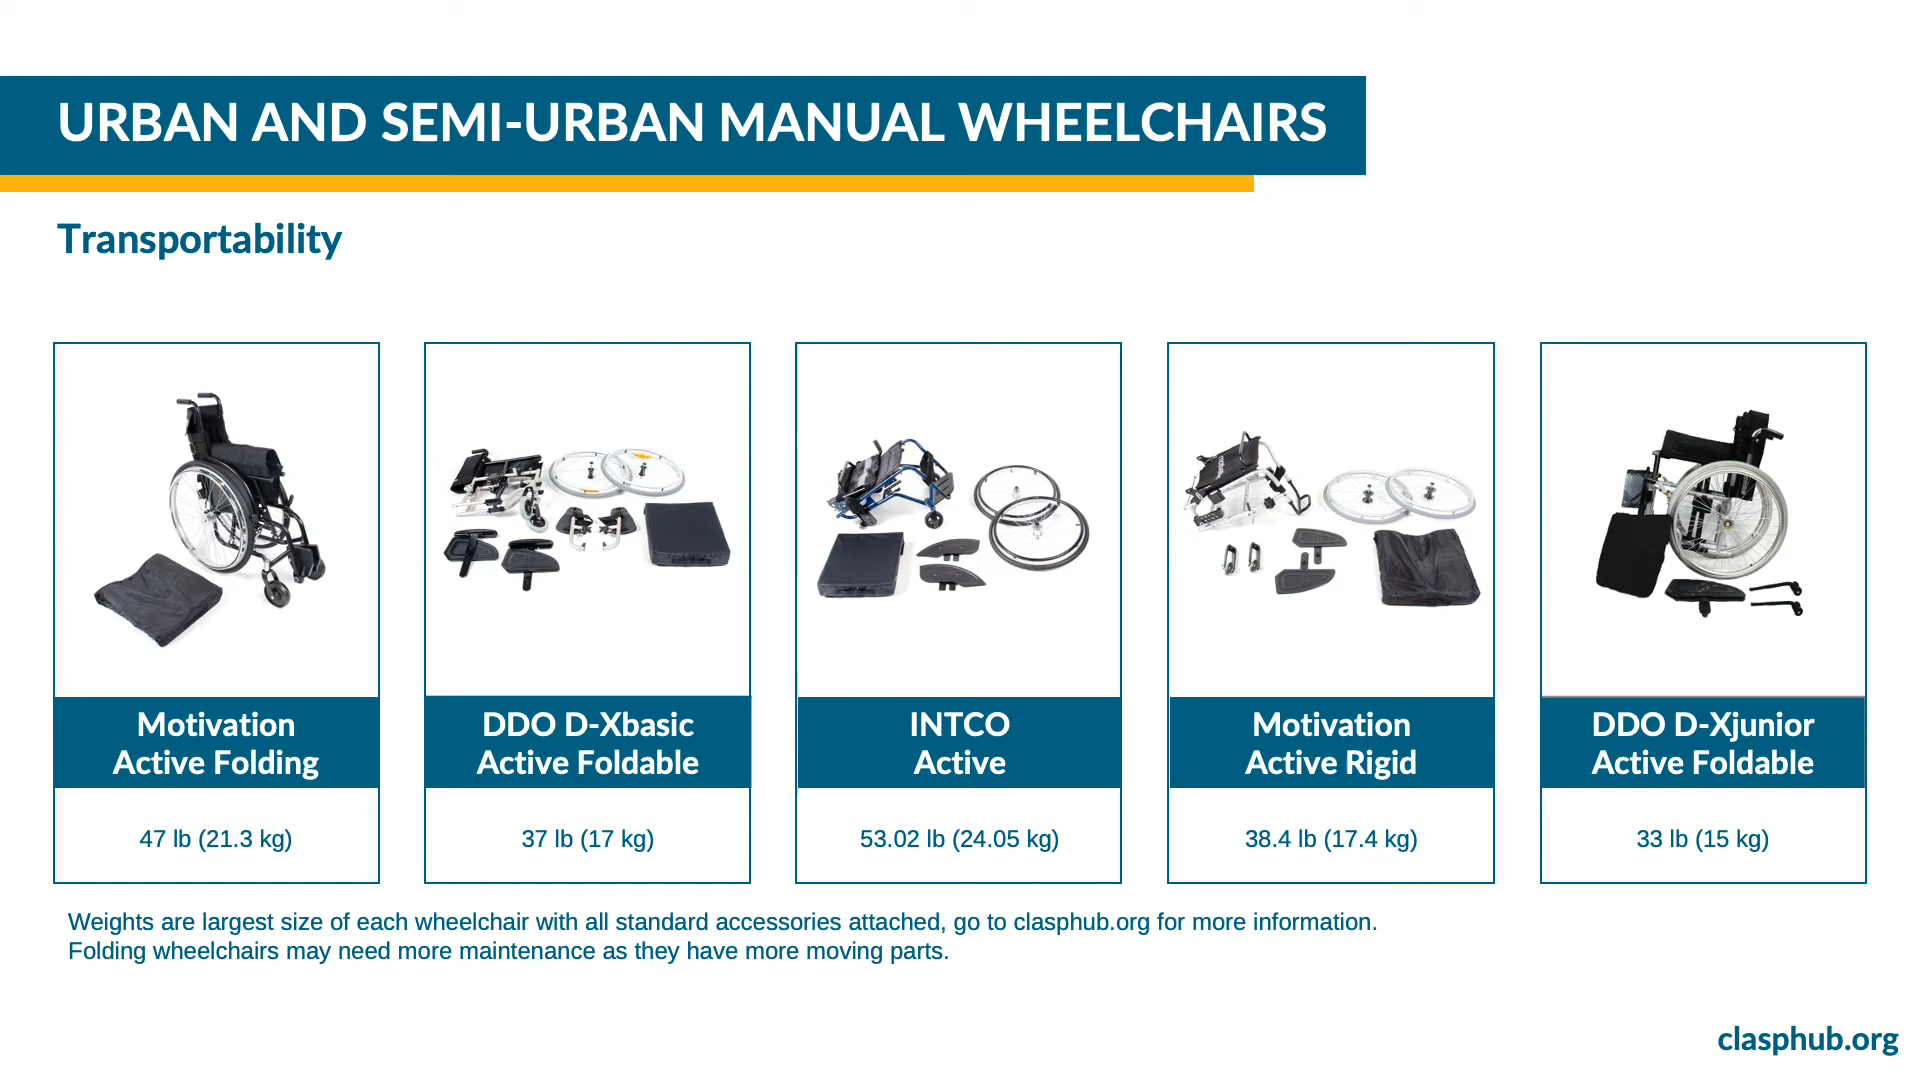 URBAN AND SEMI-URBAN MANUAL WHEELCHAIRS
Transportability
Motivation
Active Folding
47 lb (21.3 kg)
DDO D-Xbasic
Active Foldable
37 lb (17 kg)
INTCO
Active
53.02 lb (24.05 kg)
Motivation
Active Rigid
38.4 lb (17.4 kg)
DDO D-Xjunior
Active Foldable
33 lb (15 kg)
Weights are largest size of each wheelchair with all standard accessories attached, go to clasphub.org for more information.
Folding wheelchairs may need more maintenance as they have more moving parts.
clasphub.org